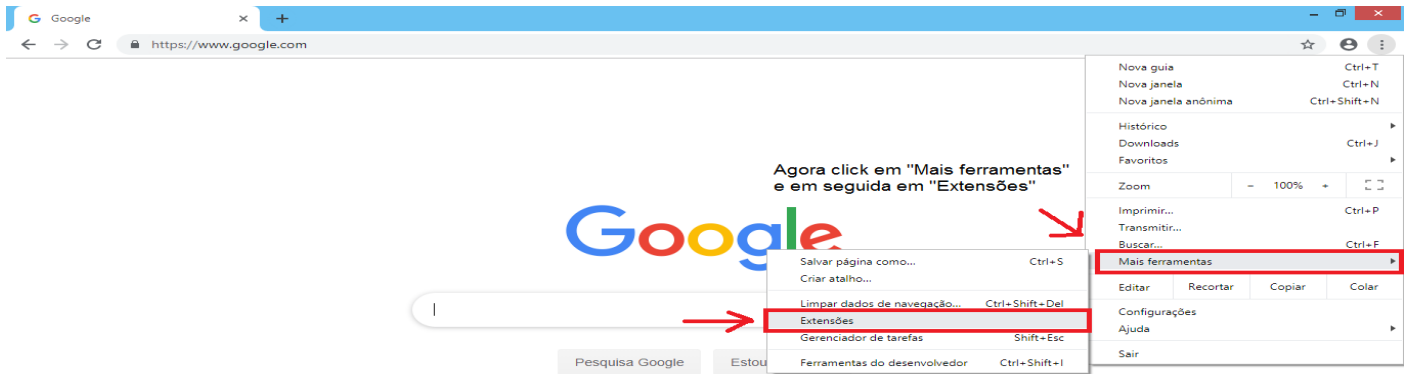 Google
https://www.google.com
Nova guia Ctrl+T
Nova janela Ctrl+N
Nova janela anônima Ctrl+Shift+N
Histórico
Downloads Ctrl+J
Favoritos
Zoom - 100% +
Imprimir... Ctrl+P
Transmitir...
Buscar... Ctrl+F
Mais ferramentas
Editar Recortar Copiar Colar
Configurações
Ajuda
Sair
Agora click em "Mais ferramentas"
e em seguida em "Extensões"
Google
Salvar página como... Ctrl+S
Criar atalho...
Limpar dados de navegação... Ctrl+Shift+Del
Extensões
Gerenciador de tarefas Shift+Esc
Ferramentas do desenvolvedor Ctrl+Shift+I
Pesquisa Google Estou